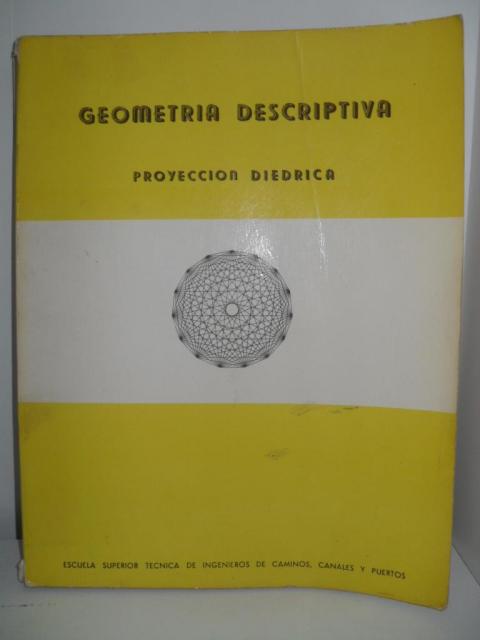 GEOMETRIA DESCRIPTIVA
PROYECCION DIEDRICA
ESCUELA SUPERIOR TECNICA DE INGENIEROS DE CAMINOS, CANALES Y PUERTOS